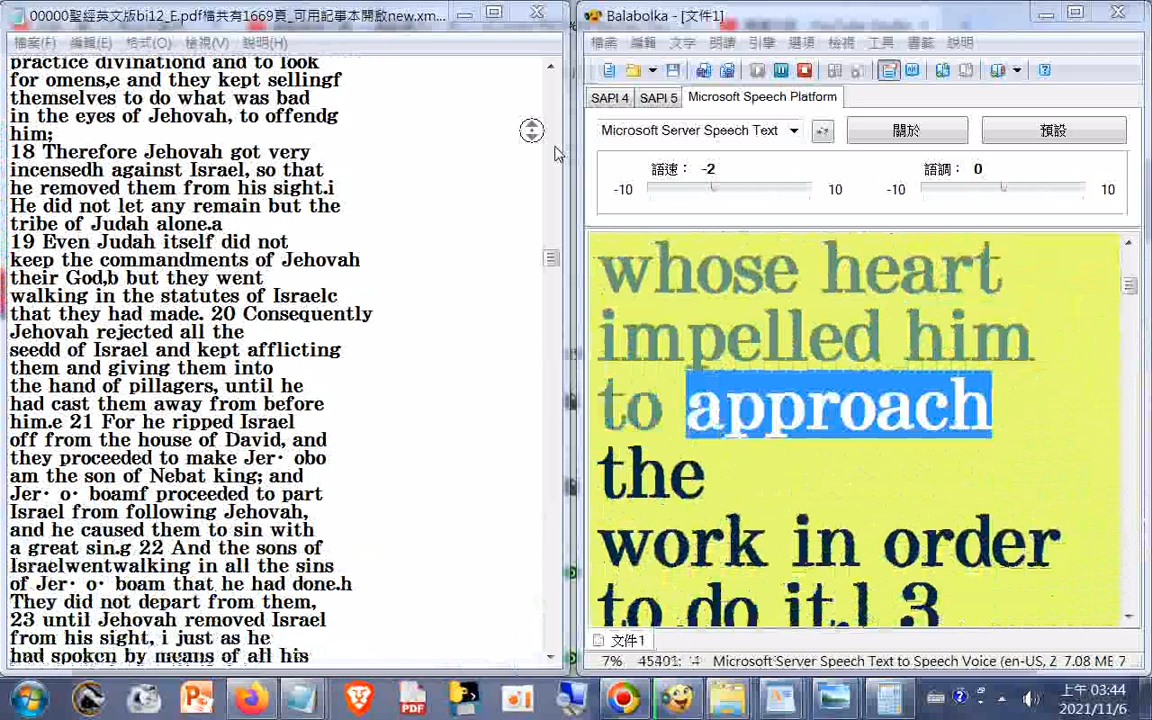 00000聖經英文版bi12_E.pdf檔共有1669頁_可用記事本開啟new.xm...
檔案(F) 編輯(E) 格式(O) 檢視(V) 說明(H)
practice divinationd and to look
for omens,e and they kept sellingf
themselves to do what was bad
in the eyes of Jehovah, to offendg
him;
18 Therefore Jehovah got very
incensedh against Israel, so that
he removed them from his sight.i
He did not let any remain but the
tribe of Judah alone.a
19 Even Judah itself did not
keep the commandments of Jehovah
their God,b but they went
walking in the statutes of Israelc
that they had made. 20 Consequently
Jehovah rejected all the
seedd of Israel and kept afflicting
them and giving them into
the hand of pillagers, until he
had cast them away from before
him.e 21 For he ripped Israel
off from the house of David, and
they proceeded to make Jer· obo
am the son of Nebat king; and
Jer· o· boamf proceeded to part
Israel from following Jehovah,
and he caused them to sin with
a great sin.g 22 And the sons of
Israelwentwalking in all the sins
of Jer· o· boam that he had done.h
They did not depart from them,
23 until Jehovah removed Israel
from his sight, i just as he
had spoken by means of all his
Balabolka - [文件1]
檔案 編輯 文字 朗讀 引擎 選項 檢視 工具 書籤 說明
SAPI 4 SAPI 5 Microsoft Speech Platform
Microsoft Server Speech Text 關於 預設
語速： -2 語調： 0
-10 10 -10 10
whose heart
impelled him
to approach
the
work in order
to do it.l 3
文件1
7% Microsoft Server Speech Text to Speech Voice (en-US, Z 7.08 ME 7
PDF
上午 03:44
2021/11/6